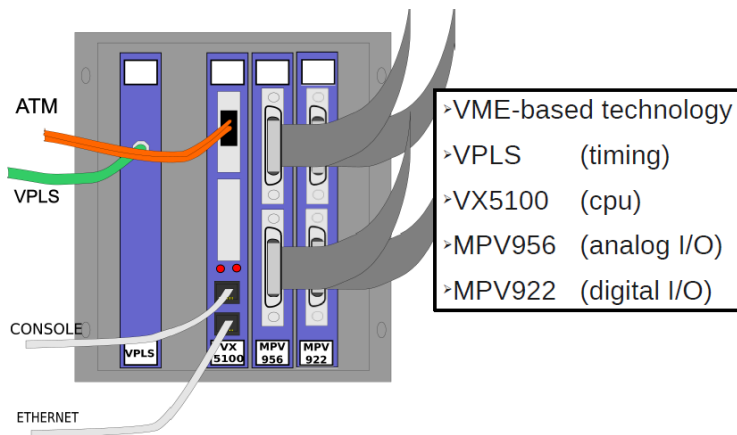 ATM
VPLS
CONSOLE
ETHERNET
VPLS
VX
5100
MPV
956
MPV
922
➢VME-based technology
➢VPLS (timing)
➢VX5100 (cpu)
➢MPV956 (analog I/O)
➢MPV922 (digital I/O)